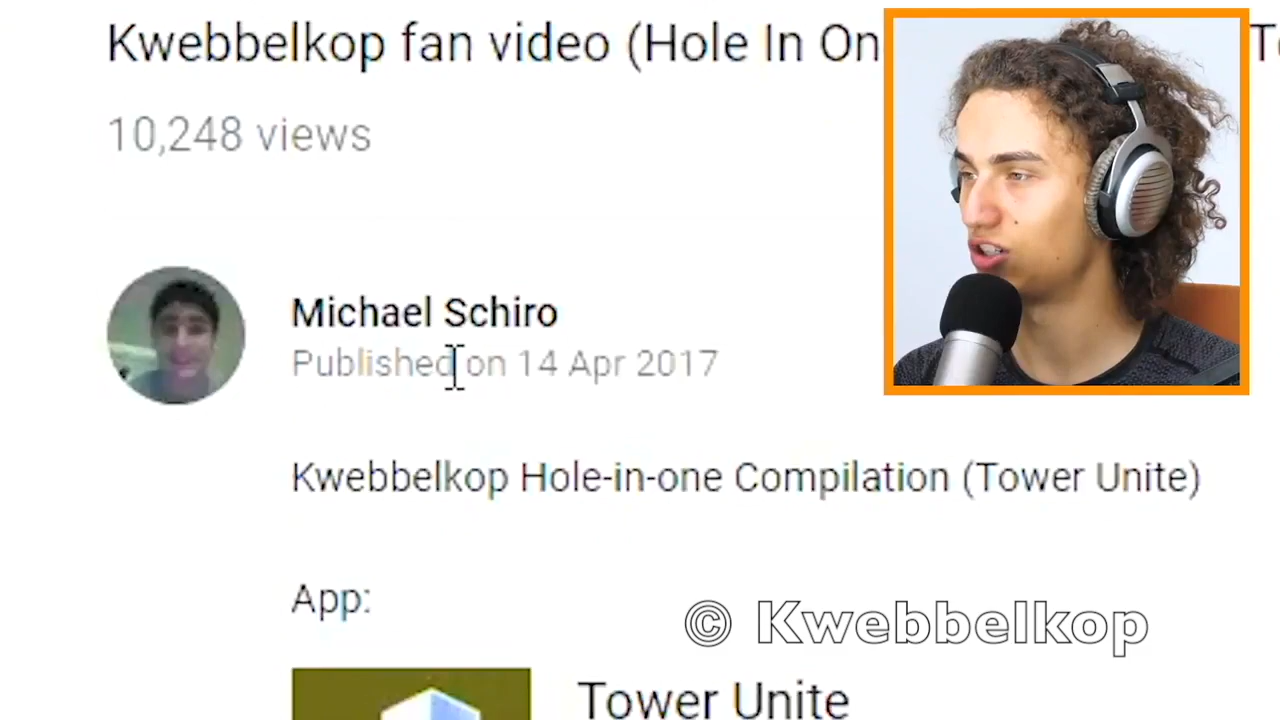 Kwebbelkop fan video (Hole In On
10,248 views
Michael Schiro
Published on 14 Apr 2017
Kwebbelkop Hole-in-one Compilation (Tower Unite)
App:
© Kwebbelkop
Tower Unite